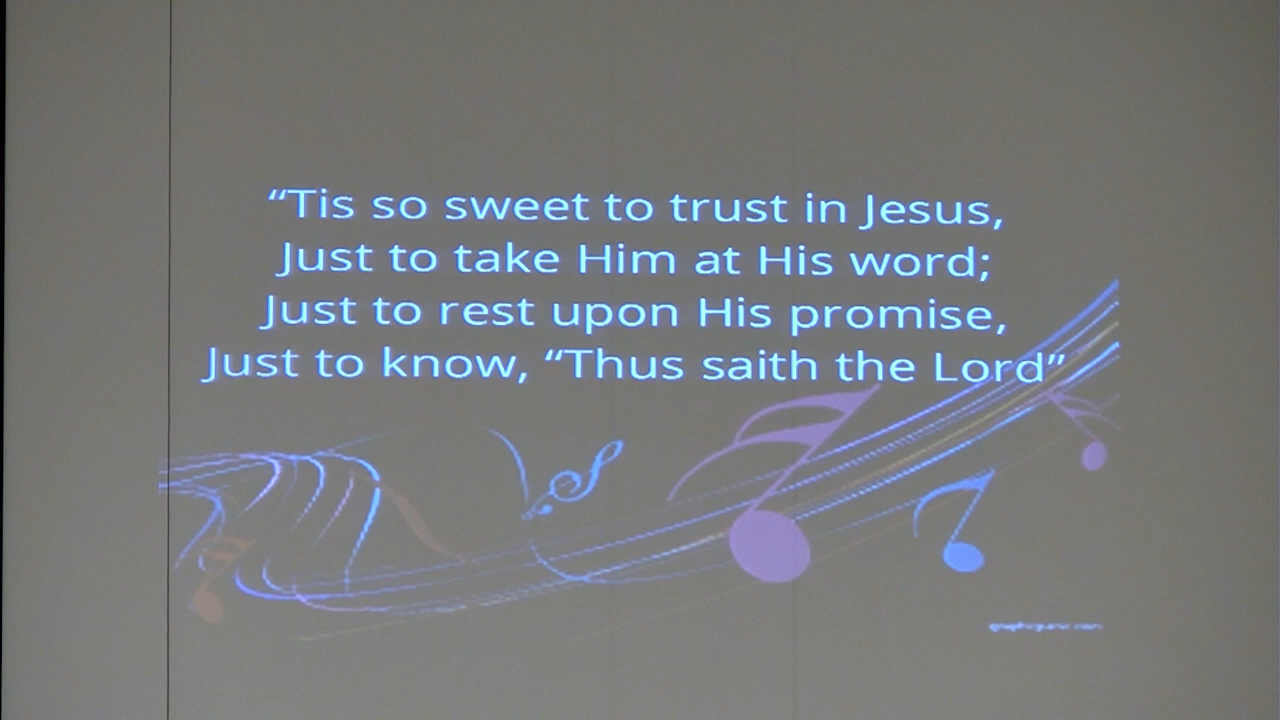 “Tis so sweet to trust in Jesus,
Just to take Him at His word;
Just to rest upon His promise,
Just to know, “Thus saith the Lord”